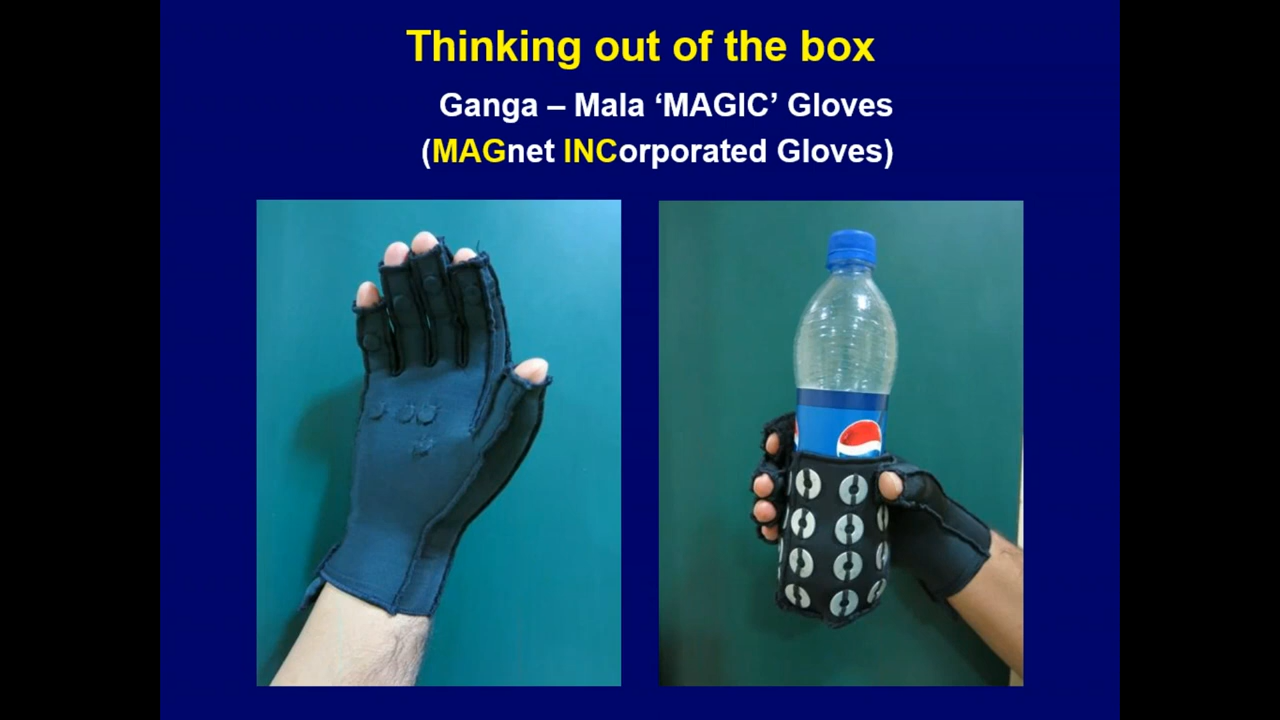 Thinking out of the box
Ganga – Mala ‘MAGIC’ Gloves
(MAGnet INCorporated Gloves)